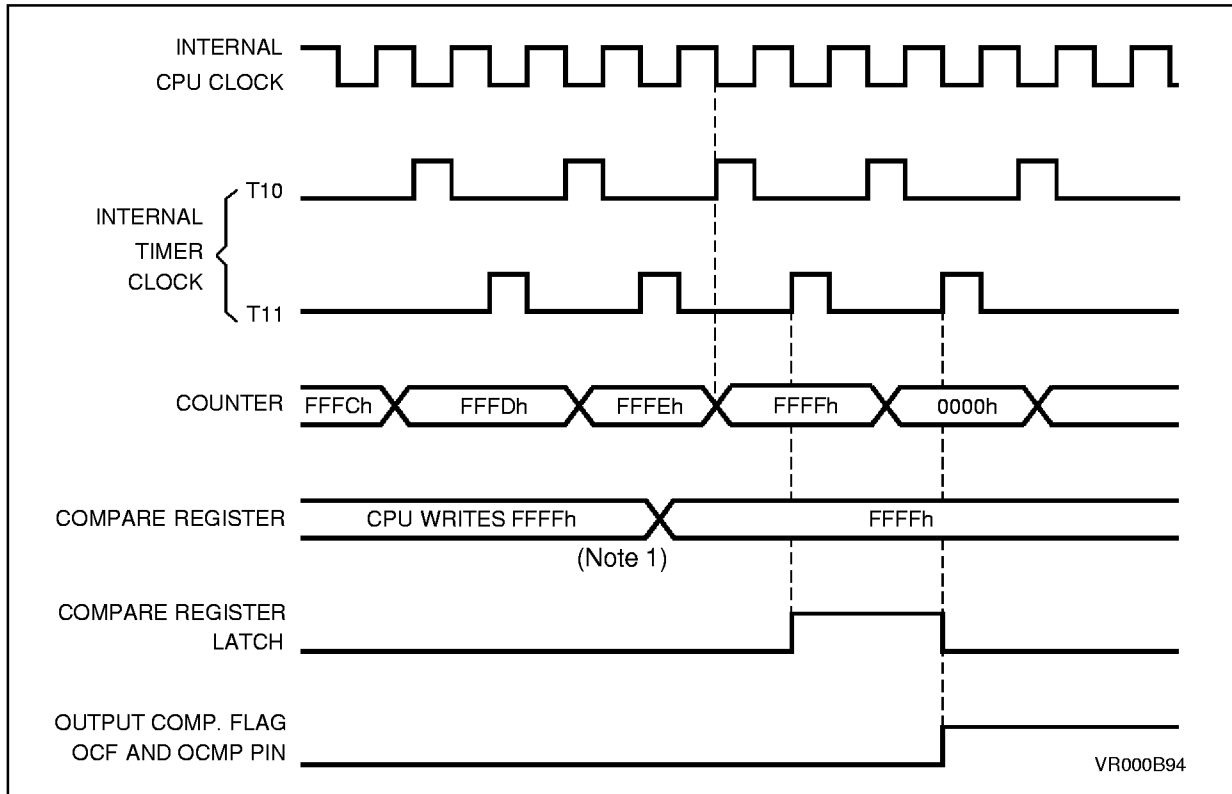 INTERNAL
CPU CLOCK
T10
INTERNAL
TIMER
CLOCK
T11
COUNTER FFFCh FFFDh FFFEh FFFFh 0000h
COMPARE REGISTER CPU WRITES FFFFh FFFFh
(Note 1)
COMPARE REGISTER
LATCH
OUTPUT COMP. FLAG
OCF AND OCMP PIN
VR000B94